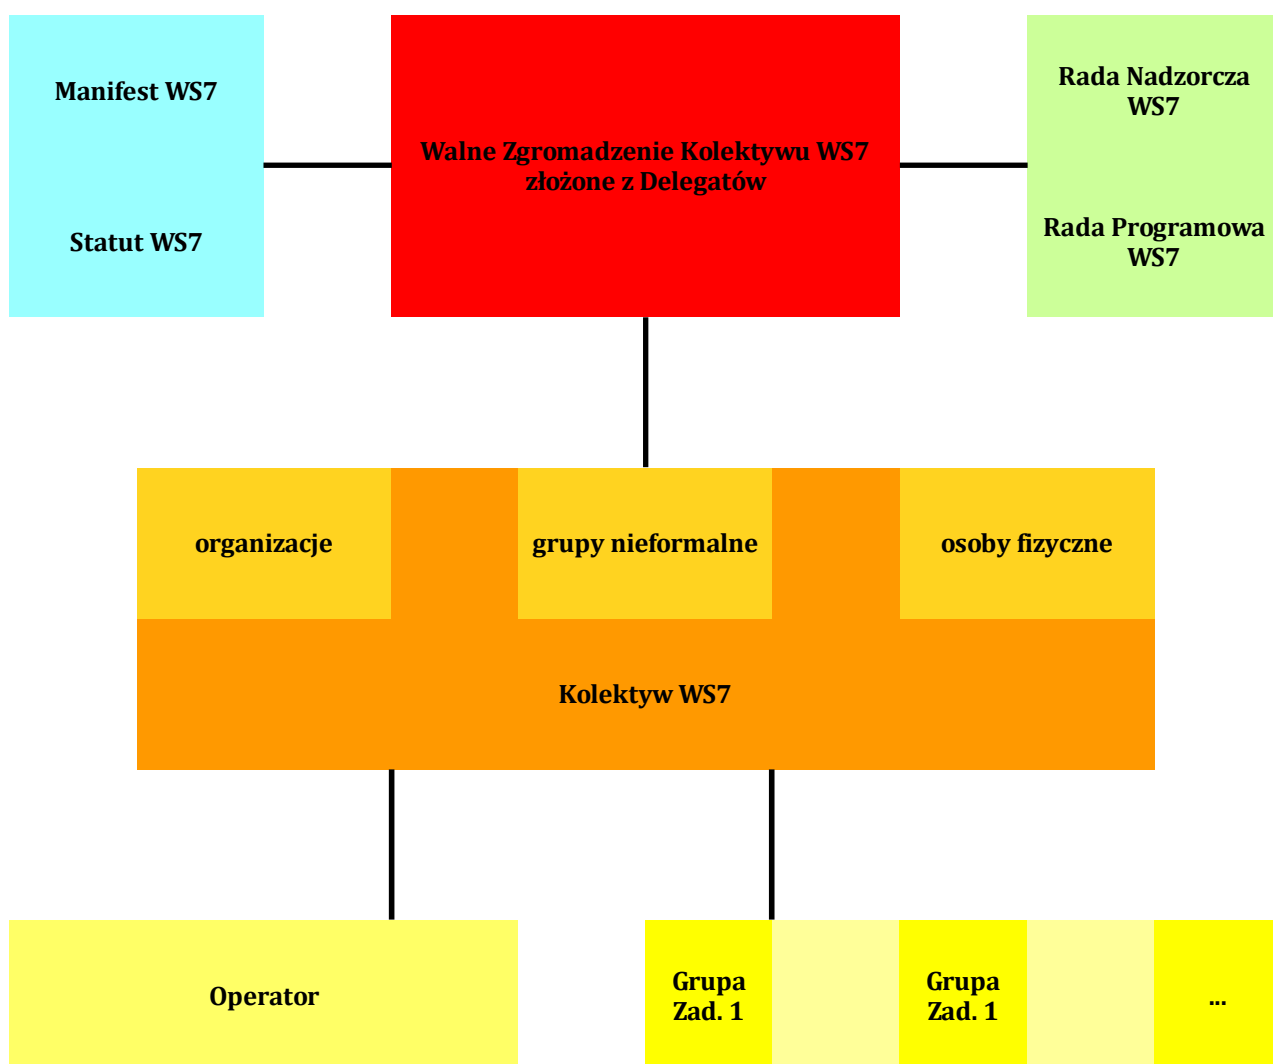 Manifest WS7
Statut WS7
Walne Zgromadzenie Kolektywu WS7
złożone z Delegatów
Rada Nadzorcza
WS7
Rada Programowa
WS7
organizacje
grupy nieformalne
osoby fizyczne
Kolektyw WS7
Operator
Grupa
Zad. 1
Grupa
Zad. 1
...